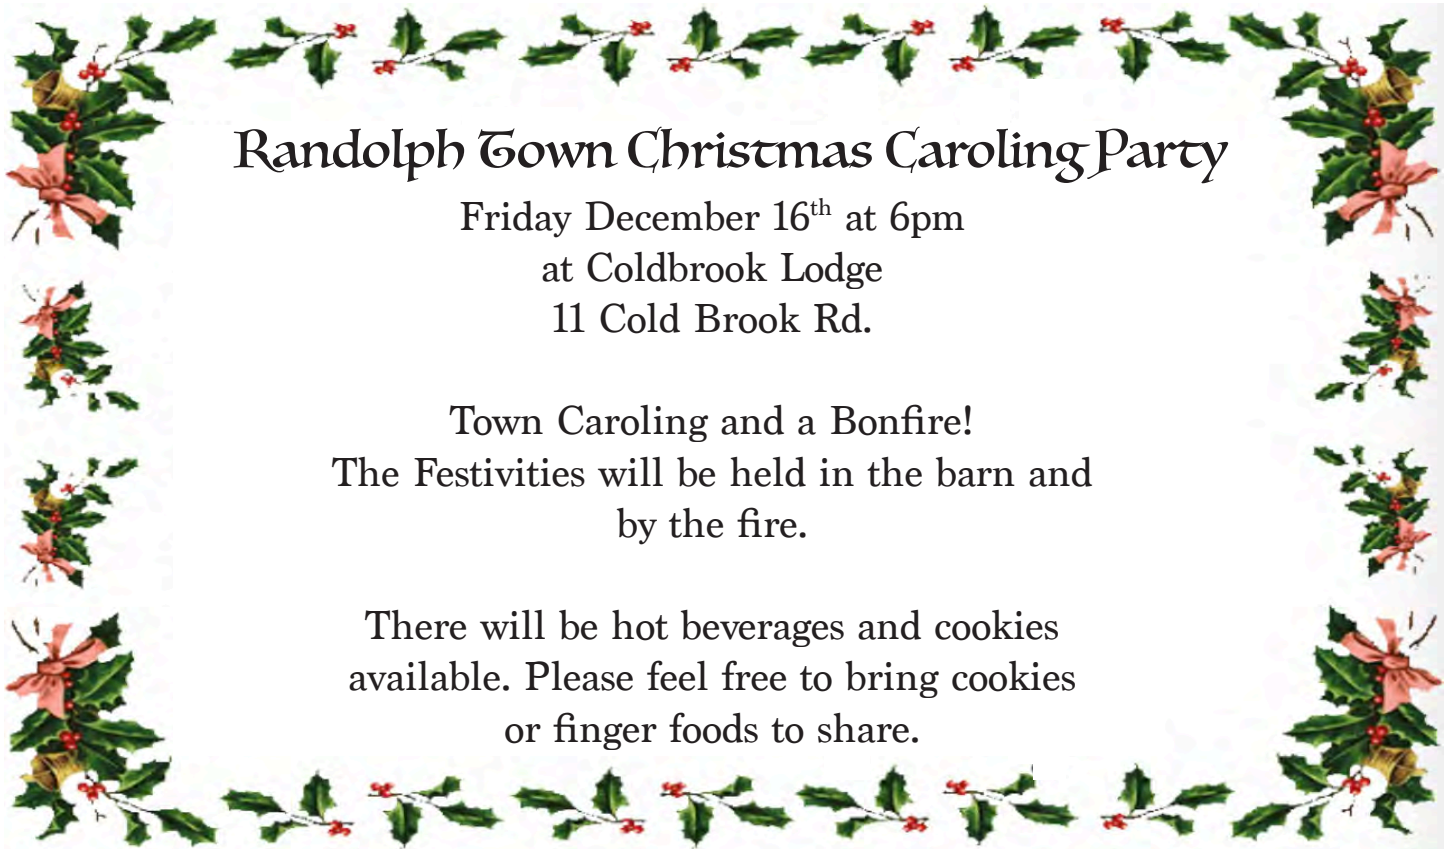 Randolph Town Christmas Caroling Party
Friday December 16th at 6pm
at Coldbrook Lodge
11 Cold Brook Rd.
Town Caroling and a Bonfire!
The Festivities will be held in the barn and
by the fire.
There will be hot beverages and cookies
available. Please feel free to bring cookies
or finger foods to share.